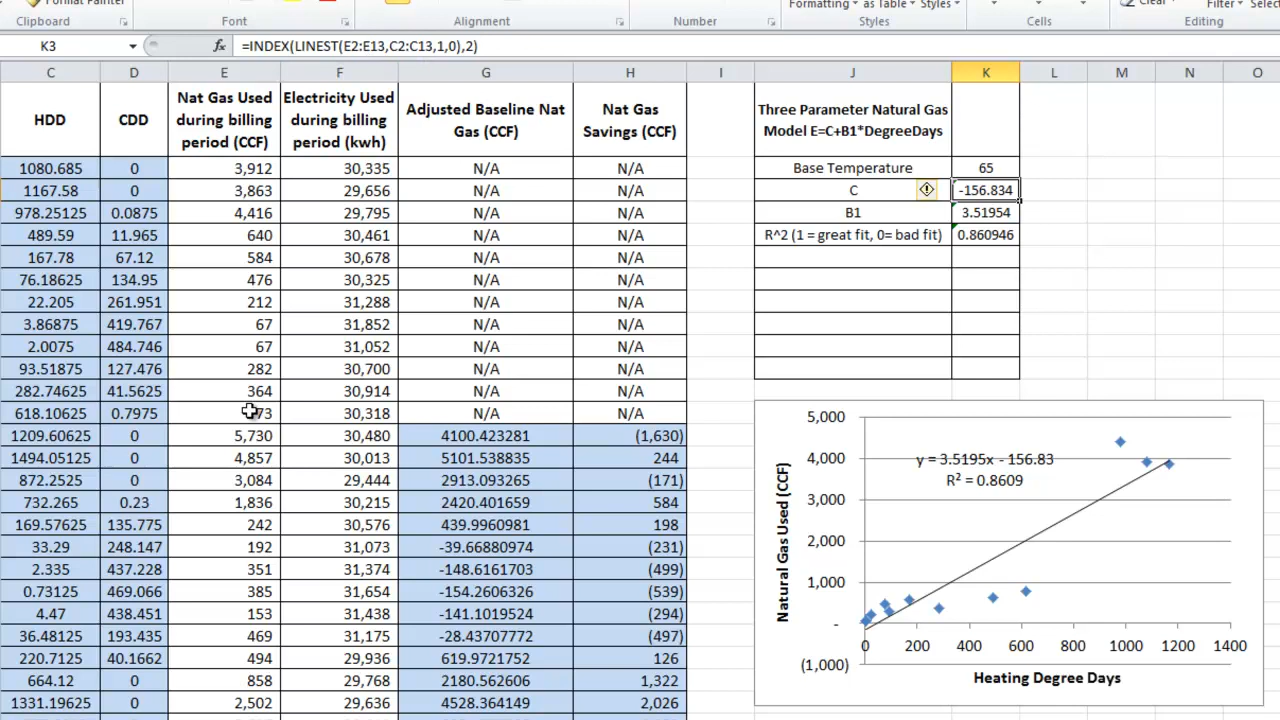 Format Painter
Formatting ▾ as Table ▾ Styles ▾
Clear
Filter ▾
Clipboard
Font
Alignment
Number
Styles
Cells
Editing
K3
fx
=INDEX(LINEST(E2:E13,C2:C13,1,0),2)
C D E F G H I J K L M N O
HDD CDD Nat Gas Used during billing period (CCF) Electricity Used during billing period (kwh) Adjusted Baseline Nat Gas (CCF) Nat Gas Savings (CCF)
1080.685 0 3,912 30,335 N/A N/A
1167.58 0 3,863 29,656 N/A N/A
978.25125 0.0875 4,416 29,795 N/A N/A
489.59 11.965 640 30,461 N/A N/A
167.78 67.12 584 30,678 N/A N/A
76.18625 134.95 476 30,325 N/A N/A
22.205 261.951 212 31,288 N/A N/A
3.86875 419.767 67 31,852 N/A N/A
2.0075 484.746 67 31,052 N/A N/A
93.51875 127.476 282 30,700 N/A N/A
282.74625 41.5625 364 30,914 N/A N/A
618.10625 0.7975 30,318 N/A N/A
1209.60625 0 5,730 30,480 4100.423281 (1,630)
1494.05125 0 4,857 30,013 5101.538835 244
872.2525 0 3,084 29,444 2913.093265 (171)
732.265 0.23 1,836 30,215 2420.401659 584
169.57625 135.775 242 30,576 439.9960981 198
33.29 248.147 192 31,073 -39.66880974 (231)
2.335 437.228 351 31,374 -148.6161703 (499)
0.73125 469.066 385 31,654 -154.2606326 (539)
4.47 438.451 153 31,438 -141.1019524 (294)
36.48125 193.435 469 31,175 -28.43707772 (497)
220.7125 40.1662 494 29,936 619.9721752 126
664.12 0 858 29,768 2180.562606 1,322
1331.19625 0 2,502 29,636 4528.364149 2,026
Three Parameter Natural Gas
Model E=C+B1*DegreeDays
Base Temperature 65
C -156.834
B1 3.51954
R^2 (1 = great fit, 0= bad fit) 0.860946
5,000
4,000
3,000
2,000
1,000
-
(1,000)
Natural Gas Used (CCF)
y = 3.5195x - 156.83
R² = 0.8609
0 200 400 600 800 1000 1200 1400
Heating Degree Days